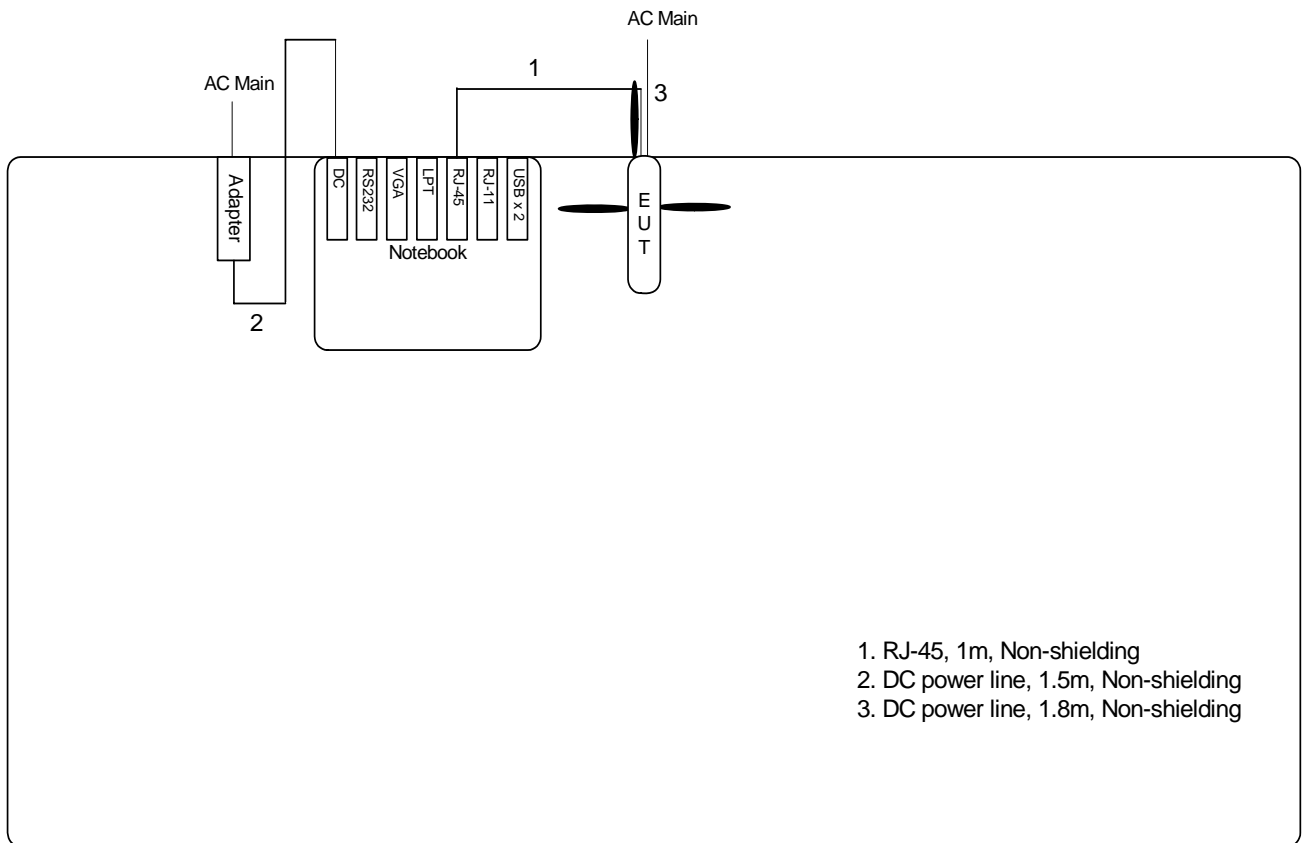 AC Main
1
AC Main
3
Adapter
DC
RS232
VGA
LPT
RJ-45
RJ-11
USB x 2
E
U
T
Notebook
2
1. RJ-45, 1m, Non-shielding
2. DC power line, 1.5m, Non-shielding
3. DC power line, 1.8m, Non-shielding